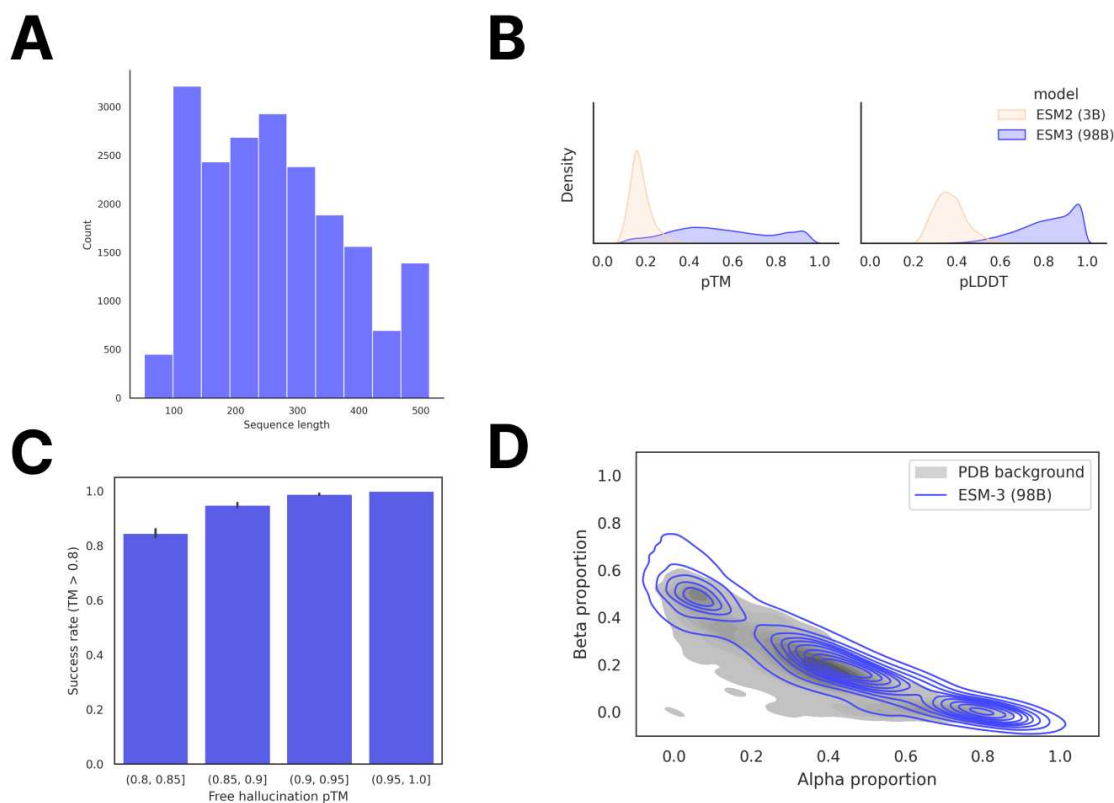 A
3000
2500
2000
1500
1000
500
0
Count
100 200 300 400 500
Sequence length
B
model
ESM2 (3B)
ESM3 (98B)
Density
0.0 0.2 0.4 0.6 0.8 1.0
pTM
0.0 0.2 0.4 0.6 0.8 1.0
pLDDT
C
1.0
0.8
0.6
0.4
0.2
0.0
Success rate (TM > 0.8)
(0.8, 0.85] (0.85, 0.9] (0.9, 0.95] (0.95, 1.0]
Free hallucination pTM
D
PDB background
ESM-3 (98B)
1.0
0.8
0.6
0.4
0.2
0.0
Beta proportion
0.0 0.2 0.4 0.6 0.8 1.0
Alpha proportion